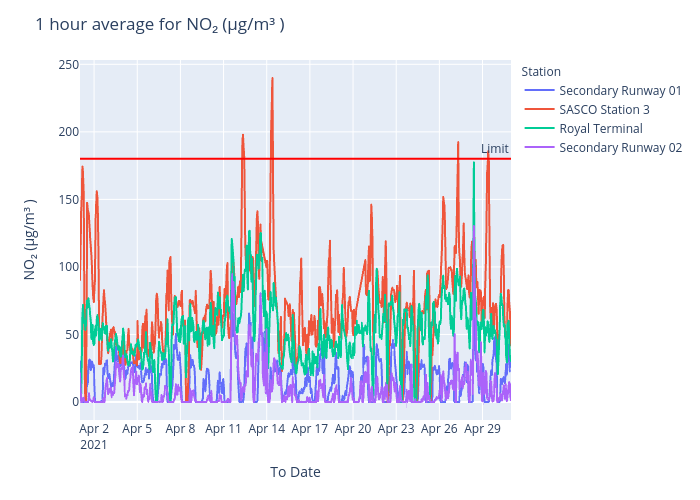 1 hour average for NO₂ (μg/m³ )
Station
Secondary Runway 01
SASCO Station 3
Royal Terminal
Secondary Runway 02
Limit
NO₂ (μg/m³ )
250
200
150
100
50
0
Apr 2 Apr 5 Apr 8 Apr 11 Apr 14 Apr 17 Apr 20 Apr 23 Apr 26 Apr 29
2021
To Date